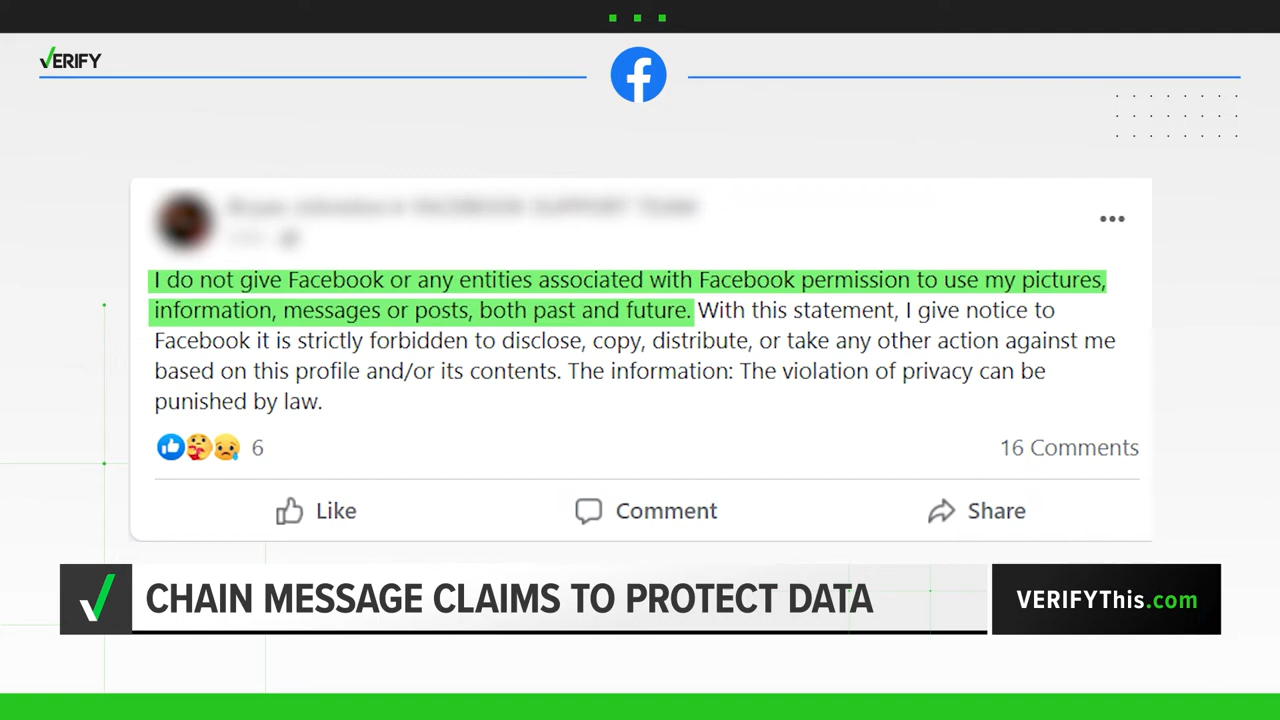 VERIFY
I do not give Facebook or any entities associated with Facebook permission to use my pictures,
information, messages or posts, both past and future. With this statement, I give notice to
Facebook it is strictly forbidden to disclose, copy, distribute, or take any other action against me
based on this profile and/or its contents. The information: The violation of privacy can be
punished by law.
6
16 Comments
Like
Comment
Share
CHAIN MESSAGE CLAIMS TO PROTECT DATA
VERIFYThis.com